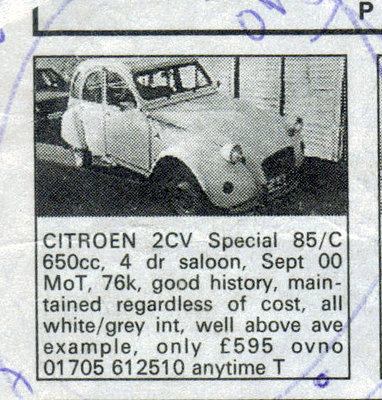 P
CITROEN 2CV Special 85/C
650cc, 4 dr saloon, Sept 00
MoT, 76k, good history, main-
tained regardless of cost, all
white/grey int, well above ave
example, only £595 ovno
01705 612510 anytime T